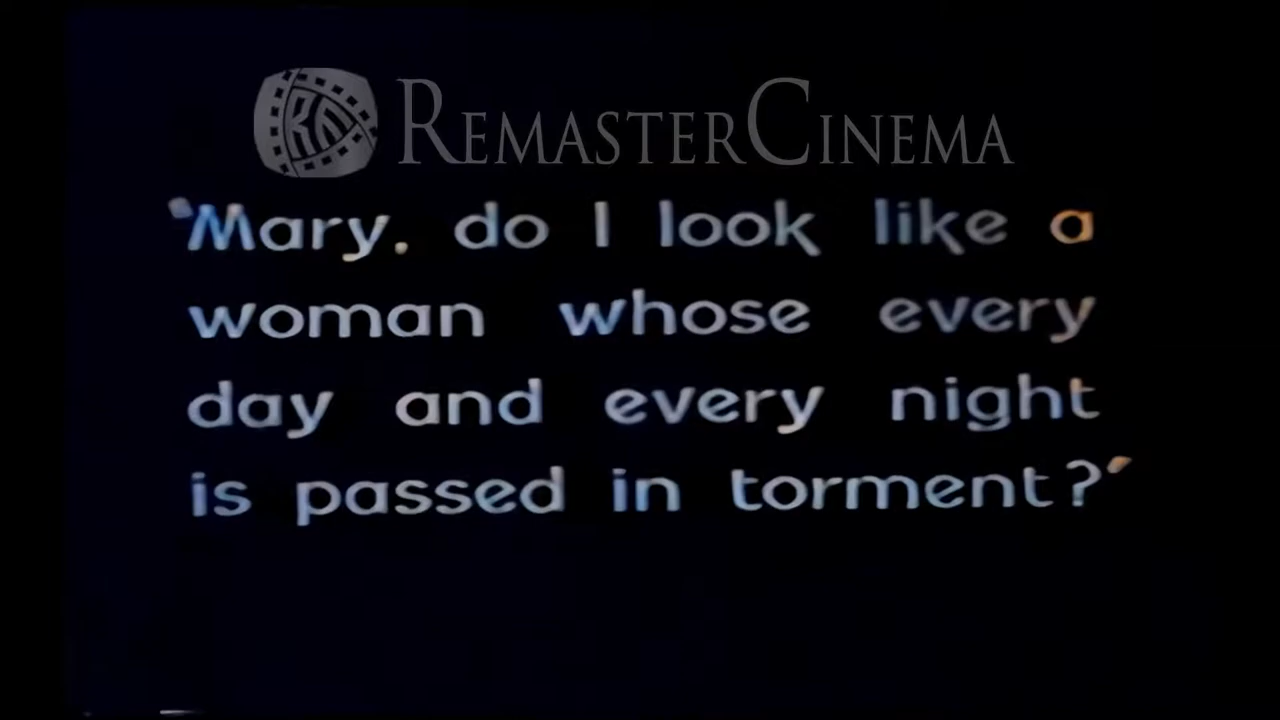 REMASTERCINEMA
"Mary, do I look like a
woman whose every
day and every night
is passed in torment?"